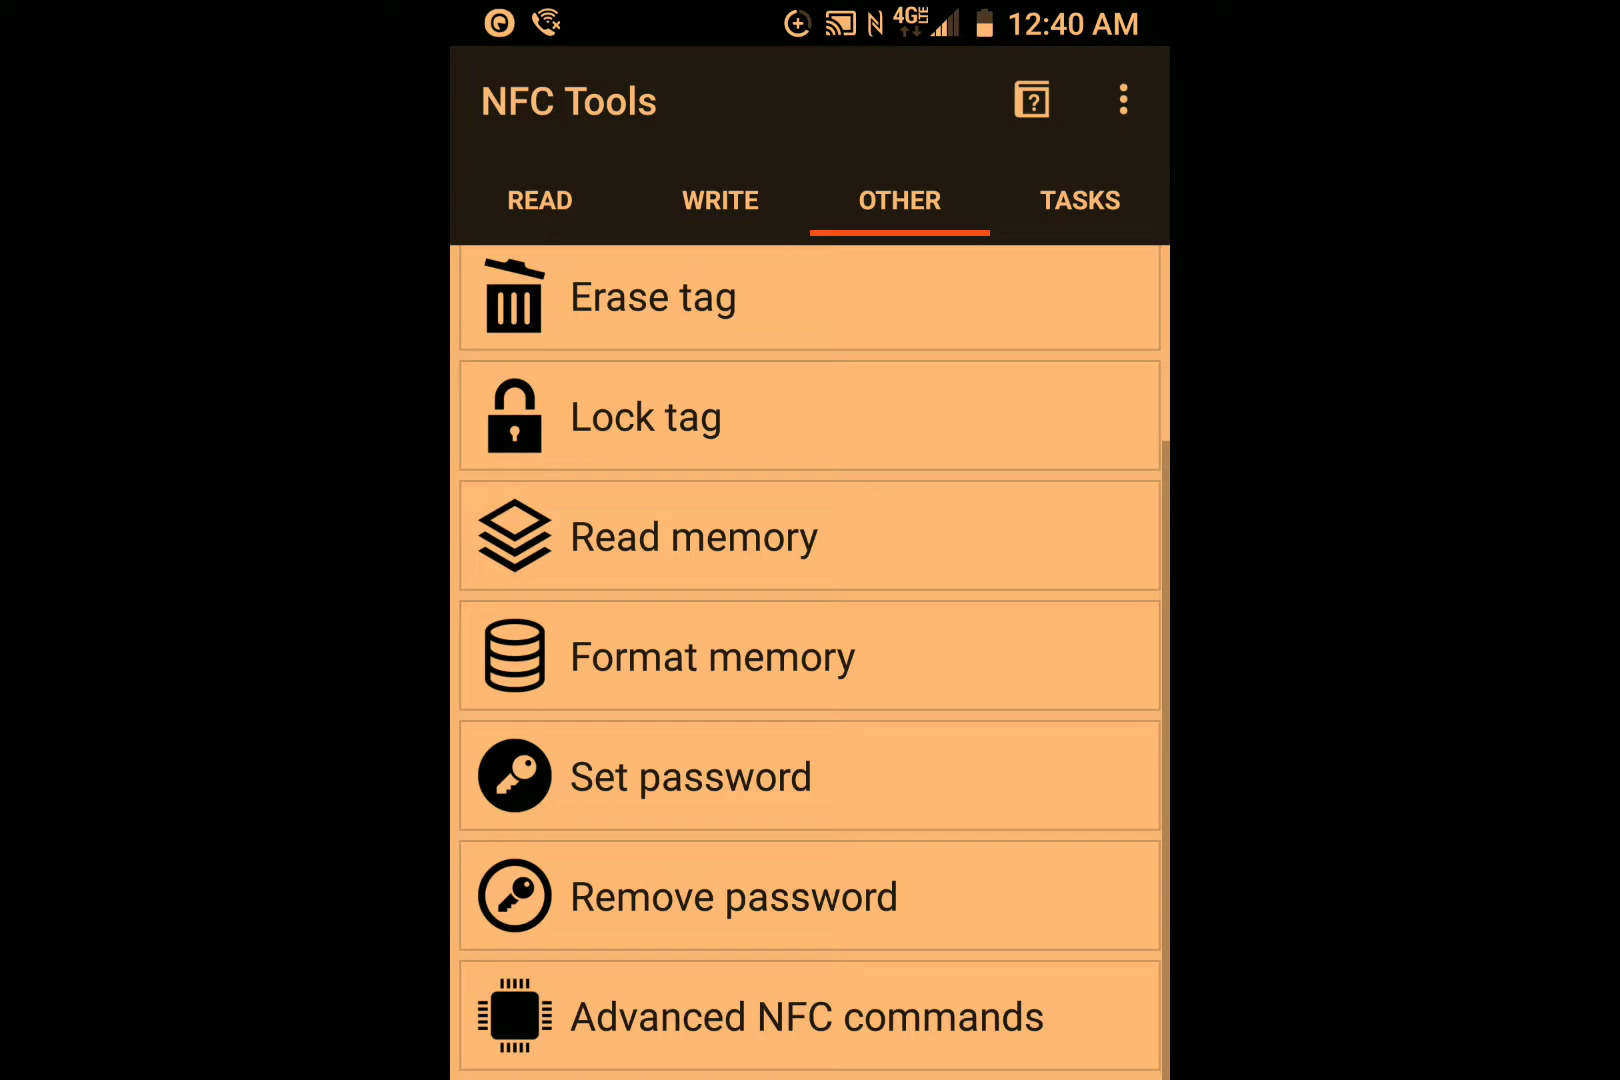 4G LTE 12:40 AM
NFC Tools
READ WRITE OTHER TASKS
Erase tag
Lock tag
Read memory
Format memory
Set password
Remove password
Advanced NFC commands